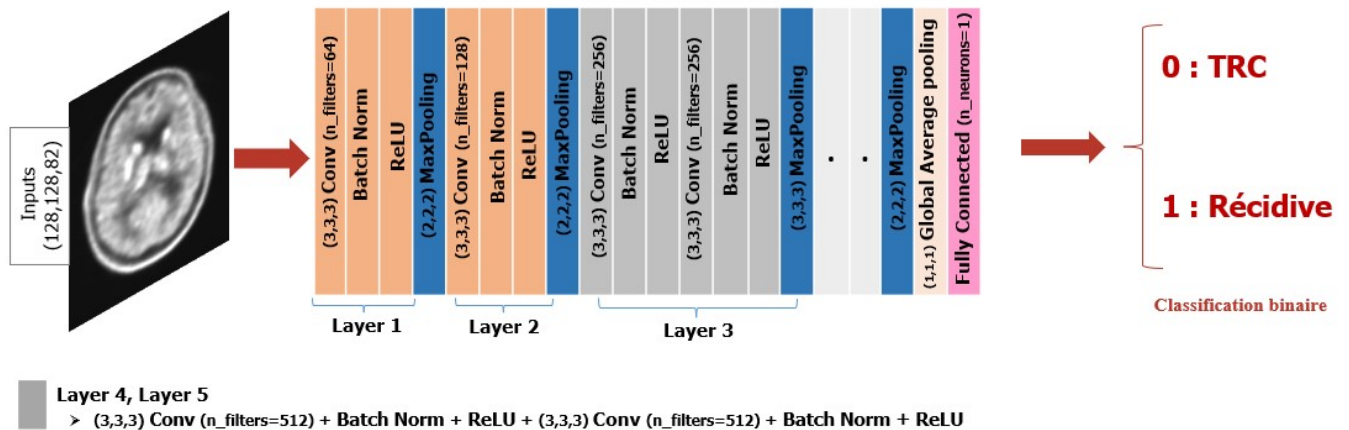 Inputs
(128,128,82)
(3,3,3) Conv (n_filters=64)
Batch Norm
ReLU
(2,2,2) MaxPooling
(3,3,3) Conv (n_filters=128)
Batch Norm
ReLU
(2,2,2) MaxPooling
(3,3,3) Conv (n_filters=256)
Batch Norm
ReLU
(3,3,3) Conv (n_filters=256)
Batch Norm
ReLU
(3,3,3) MaxPooling
. .
(2,2,2) MaxPooling
(1,1,1) Global Average pooling
Fully Connected (n_neurons=1)
Layer 1
Layer 2
Layer 3
0 : TRC
1 : Récidive
Classification binaire
Layer 4, Layer 5
➤ (3,3,3) Conv (n_filters=512) + Batch Norm + ReLU + (3,3,3) Conv (n_filters=512) + Batch Norm + ReLU